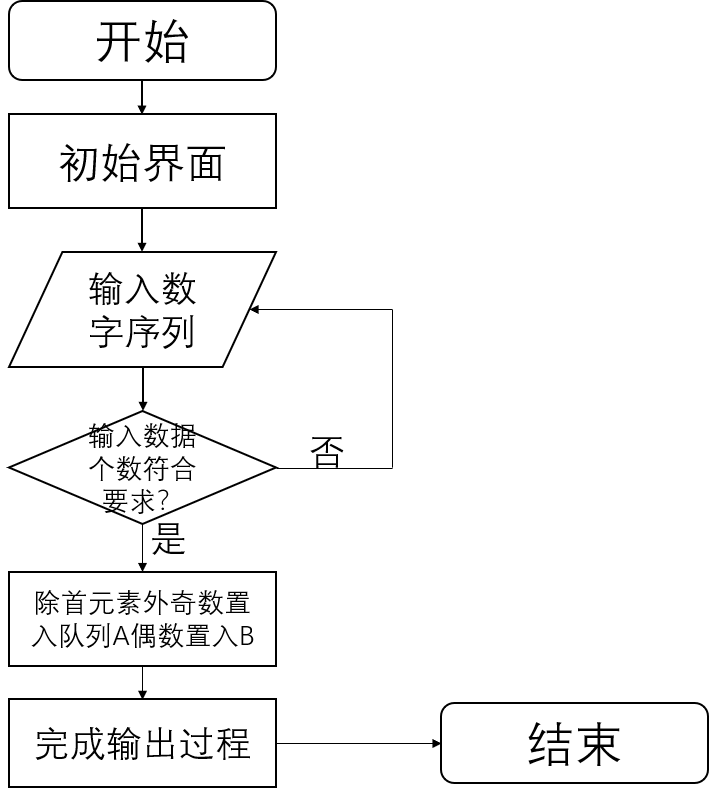 开始
初始界面
输入数
字序列
输入数据
个数符合
要求?
否
是
除首元素外奇数置
入队列A偶数置入B
完成输出过程
结束